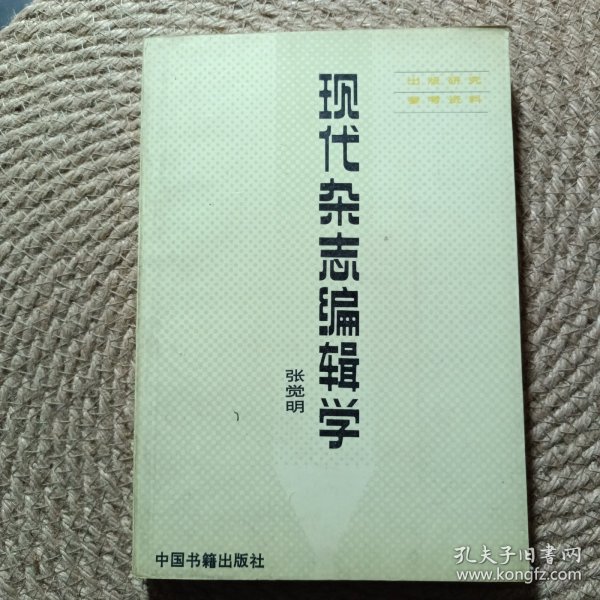 出版研究
参考资料
现代杂志编辑学
张觉明
中国书籍出版社
孔夫子旧书网
www.kongfz.com